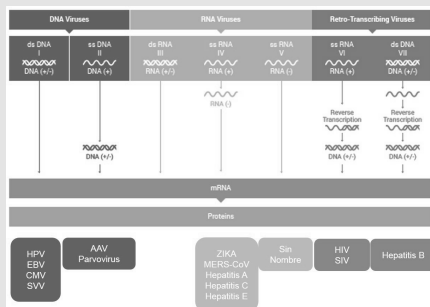 DNA Viruses
RNA Viruses
Retro-Transcribing Viruses
ds DNA
I
DNA (+/-)
ss DNA
II
DNA (+)
DNA (+/-)
ds RNA
III
RNA (+/-)
ss RNA
IV
RNA (+)
RNA (-)
ss RNA
V
RNA (-)
ss RNA
VI
RNA (+)
Reverse
Transcription
DNA (+/-)
ds DNA
VII
DNA (+/-)
Reverse
Transcription
DNA (+/-)
mRNA
Proteins
HPV
EBV
CMV
SVV
AAV
Parvovirus
ZIKA
MERS-CoV
Hepatitis A
Hepatitis C
Hepatitis E
Sin
Nombre
HIV
SIV
Hepatitis B